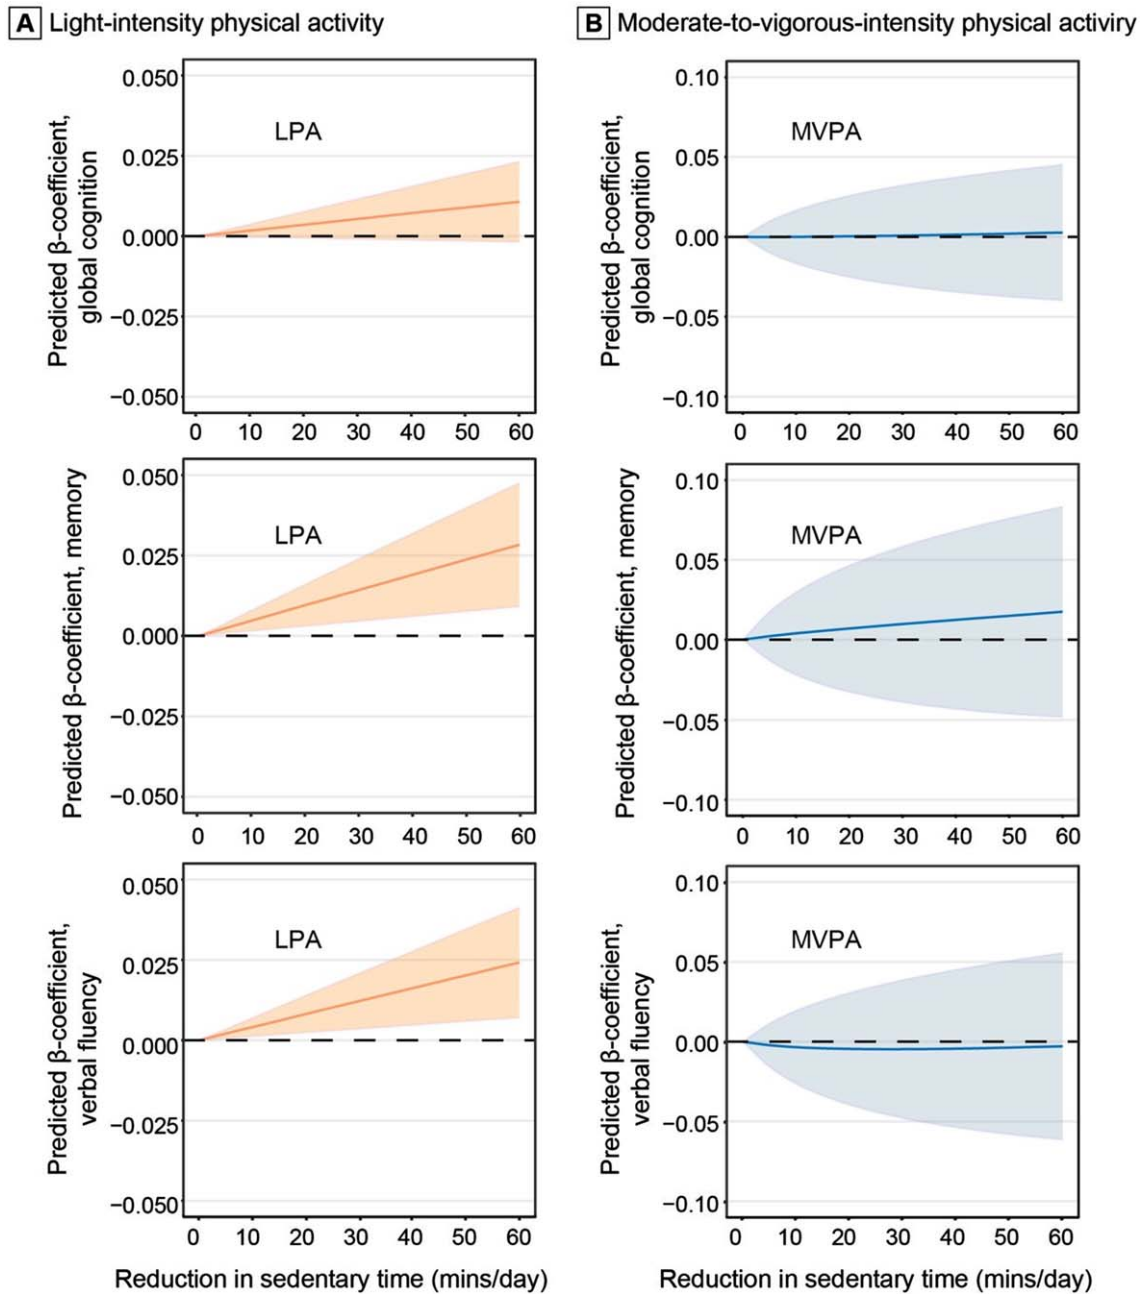 A Light-intensity physical activity
LPA
Predicted β-coefficient,
global cognition
0.050
0.025
0.000
−0.025
−0.050
0 10 20 30 40 50 60
LPA
Predicted β-coefficient, memory
0.050
0.025
0.000
−0.025
−0.050
0 10 20 30 40 50 60
LPA
Predicted β-coefficient,
verbal fluency
0.050
0.025
0.000
−0.025
−0.050
0 10 20 30 40 50 60
Reduction in sedentary time (mins/day)
B Moderate-to-vigorous-intensity physical activiry
MVPA
Predicted β-coefficient,
global cognition
0.10
0.05
0.00
−0.05
−0.10
0 10 20 30 40 50 60
MVPA
Predicted β-coefficient, memory
0.10
0.05
0.00
−0.05
−0.10
0 10 20 30 40 50 60
MVPA
Predicted β-coefficient,
verbal fluency
0.10
0.05
0.00
−0.05
−0.10
0 10 20 30 40 50 60
Reduction in sedentary time (mins/day)